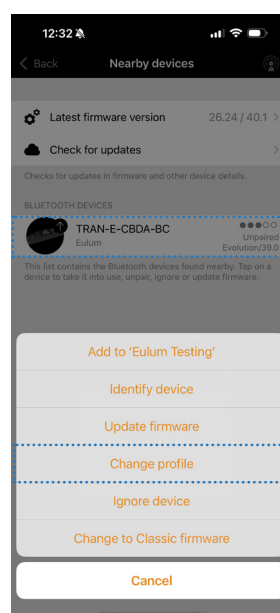 12:32
Back
Nearby devices
Latest firmware version 26.24 / 40.1
Check for updates
Checks for updates in firmware and other device details.
BLUETOOTH DEVICES
TRAN-E-CBDA-BC
Eulum
Unpaired
Evolution/39.0
This list contains the Bluetooth devices found nearby. Tap on a
device to take it into use, unpair, ignore or update firmware.
Add to ‘Eulum Testing’
Identify device
Update firmware
Change profile
Ignore device
Change to Classic firmware
Cancel